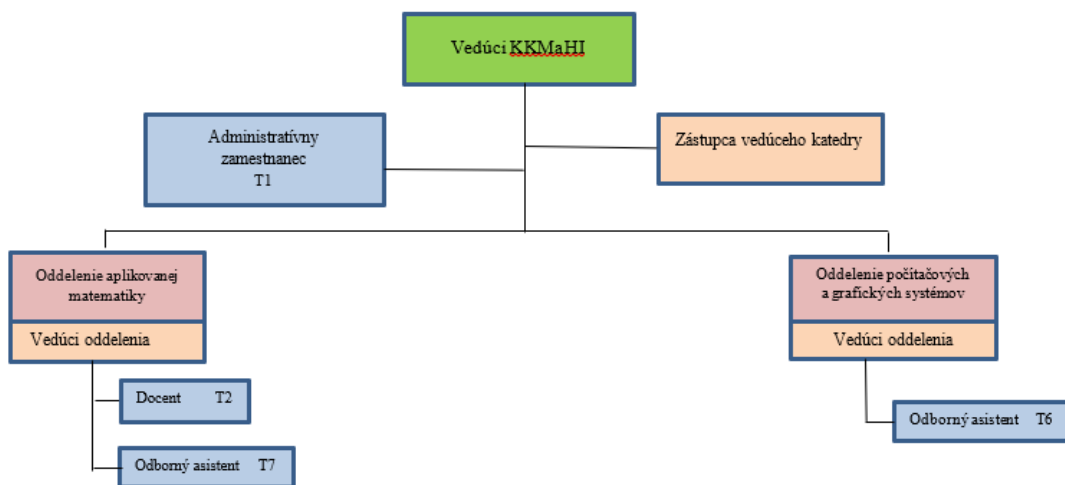 Vedúci KKMaHI
Administratívny
zamestnanec
T1
Zástupca vedúceho katedry
Oddelenie aplikovanej
matematiky
Vedúci oddelenia
Docent T2
Odborný asistent T7
Oddelenie počítačových
a grafických systémov
Vedúci oddelenia
Odborný asistent T6